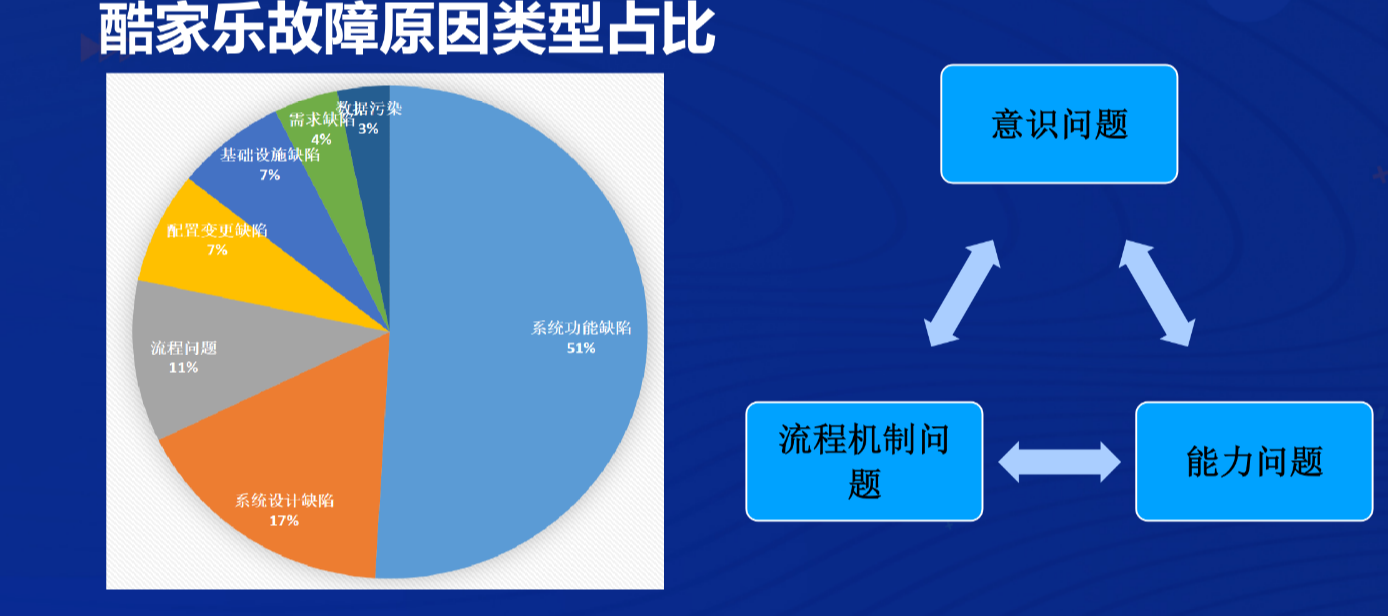 酷家乐故障原因类型占比
数据污染
3%
需求缺陷
4%
基础设施缺陷
7%
配置变更缺陷
7%
流程问题
11%
系统设计缺陷
17%
系统功能缺陷
51%
意识问题
流程机制问
题
能力问题